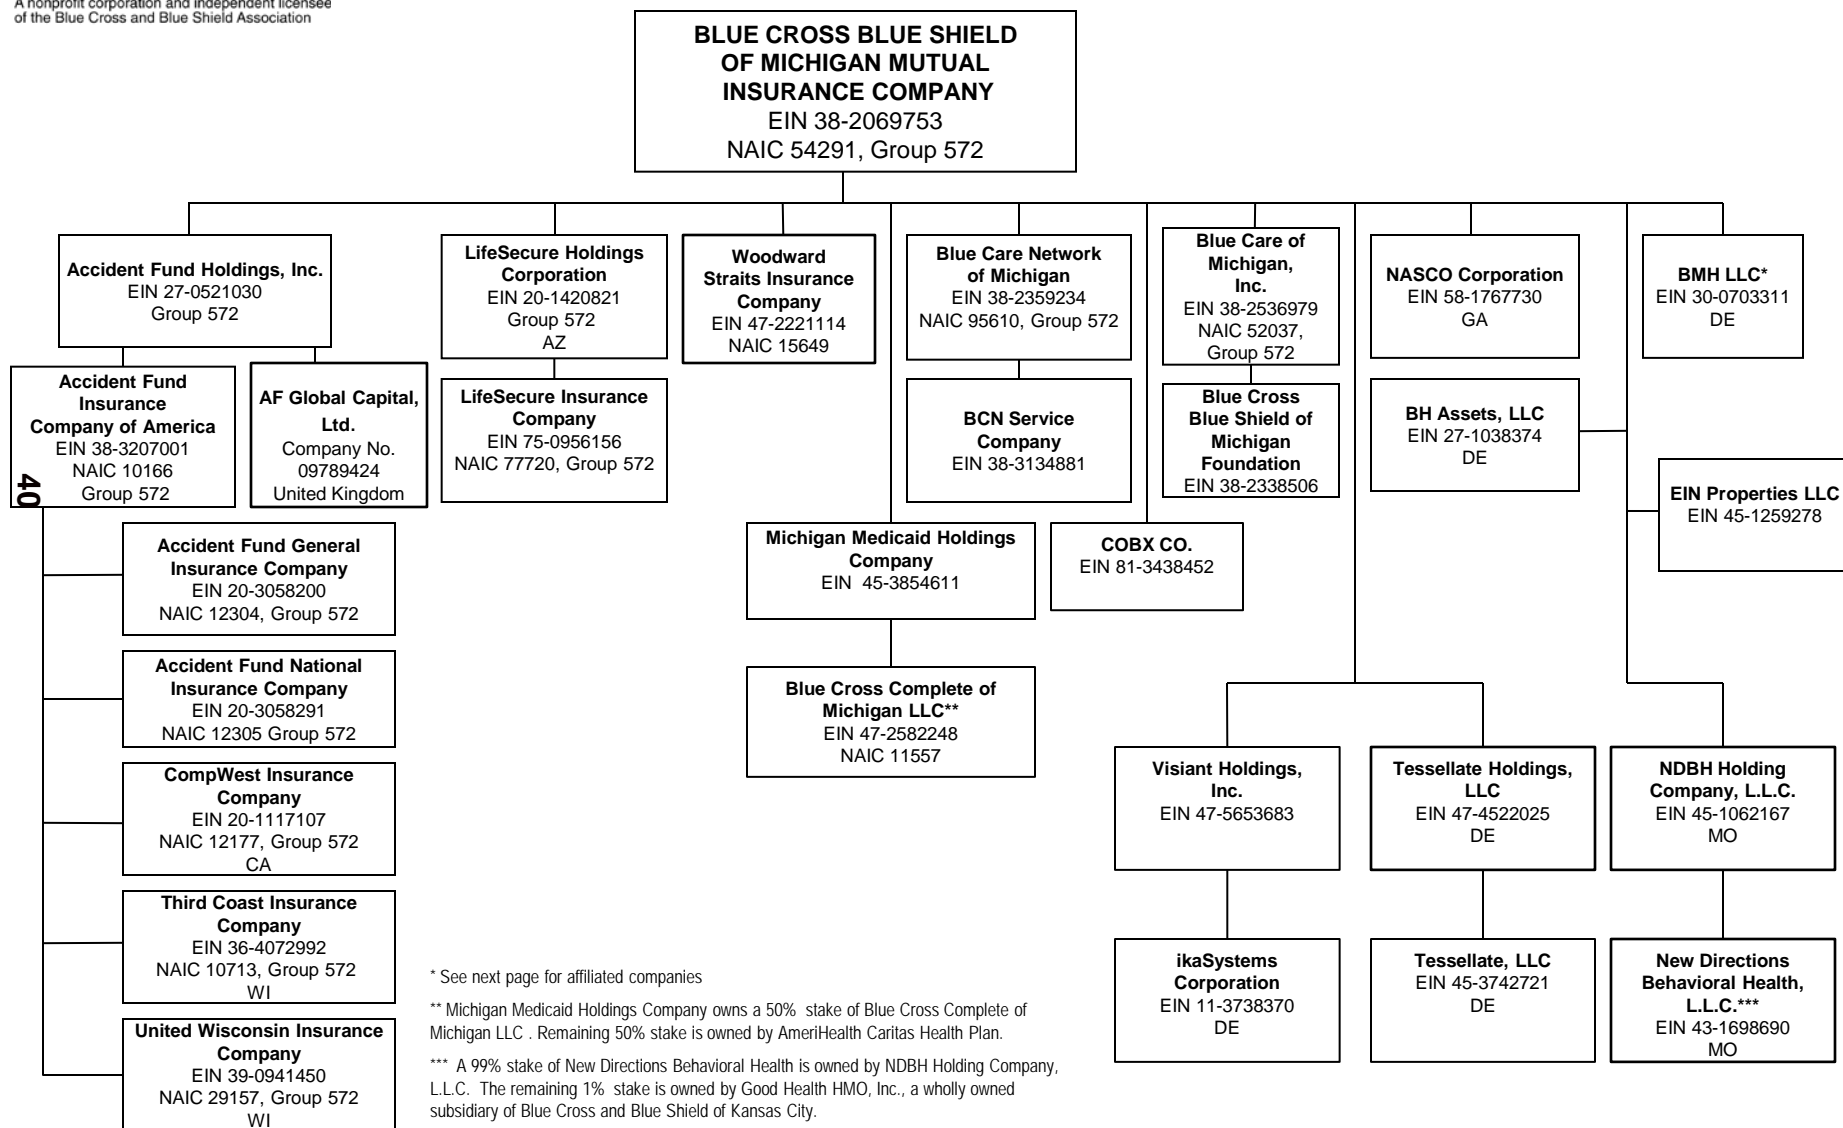 A nonprofit corporation and independent licensee
of the Blue Cross and Blue Shield Association
BLUE CROSS BLUE SHIELD
OF MICHIGAN MUTUAL
INSURANCE COMPANY
EIN 38-2069753
NAIC 54291, Group 572
Accident Fund Holdings, Inc.
EIN 27-0521030
Group 572
LifeSecure Holdings
Corporation
EIN 20-1420821
Group 572
AZ
Woodward
Straits Insurance
Company
EIN 47-2221114
NAIC 15649
Blue Care Network
of Michigan
EIN 38-2359234
NAIC 95610, Group 572
Blue Care of
Michigan,
Inc.
EIN 38-2536979
NAIC 52037,
Group 572
NASCO Corporation
EIN 58-1767730
GA
BMH LLC*
EIN 30-0703311
DE
Accident Fund
Insurance
Company of America
EIN 38-3207001
NAIC 10166
Group 572
40
AF Global Capital,
Ltd.
Company No.
09789424
United Kingdom
LifeSecure Insurance
Company
EIN 75-0956156
NAIC 77720, Group 572
BCN Service
Company
EIN 38-3134881
Blue Cross
Blue Shield of
Michigan
Foundation
EIN 38-2338506
BH Assets, LLC
EIN 27-1038374
DE
EIN Properties LLC
EIN 45-1259278
Accident Fund General
Insurance Company
EIN 20-3058200
NAIC 12304, Group 572
Michigan Medicaid Holdings
Company
EIN 45-3854611
COBX CO.
EIN 81-3438452
Accident Fund National
Insurance Company
EIN 20-3058291
NAIC 12305 Group 572
Blue Cross Complete of
Michigan LLC**
EIN 47-2582248
NAIC 11557
CompWest Insurance
Company
EIN 20-1117107
NAIC 12177, Group 572
CA
Visiant Holdings,
Inc.
EIN 47-5653683
Tessellate Holdings,
LLC
EIN 47-4522025
DE
NDBH Holding
Company, L.L.C.
EIN 45-1062167
MO
Third Coast Insurance
Company
EIN 36-4072992
NAIC 10713, Group 572
WI
ikaSystems
Corporation
EIN 11-3738370
DE
Tessellate, LLC
EIN 45-3742721
DE
New Directions
Behavioral Health,
L.L.C.***
EIN 43-1698690
MO
United Wisconsin Insurance
Company
EIN 39-0941450
NAIC 29157, Group 572
WI
* See next page for affiliated companies
** Michigan Medicaid Holdings Company owns a 50% stake of Blue Cross Complete of
Michigan LLC . Remaining 50% stake is owned by AmeriHealth Caritas Health Plan.
*** A 99% stake of New Directions Behavioral Health is owned by NDBH Holding Company,
L.L.C. The remaining 1% stake is owned by Good Health HMO, Inc., a wholly owned
subsidiary of Blue Cross and Blue Shield of Kansas City.